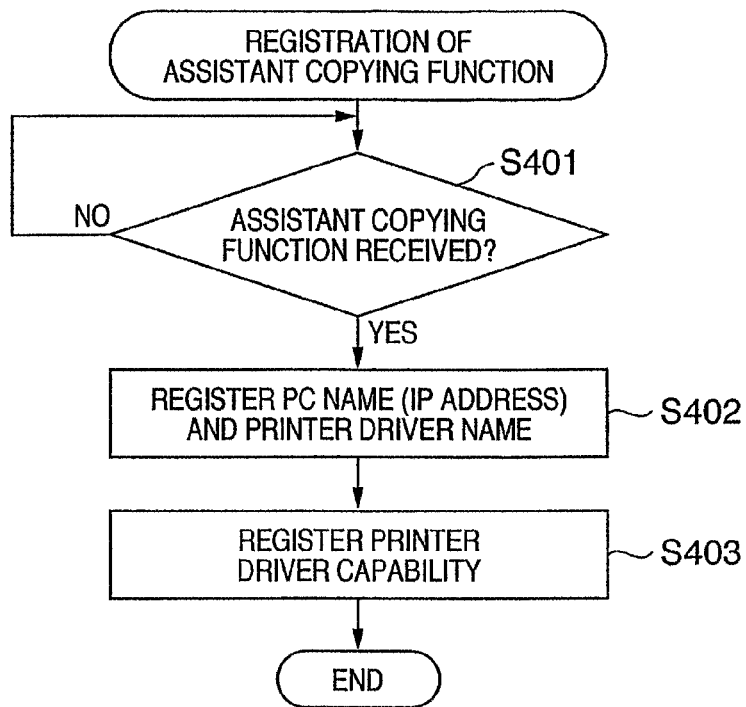 REGISTRATION OF
ASSISTANT COPYING FUNCTION
S401
NO
ASSISTANT COPYING
FUNCTION RECEIVED?
YES
REGISTER PC NAME (IP ADDRESS)
AND PRINTER DRIVER NAME
S402
REGISTER PRINTER
DRIVER CAPABILITY
S403
END